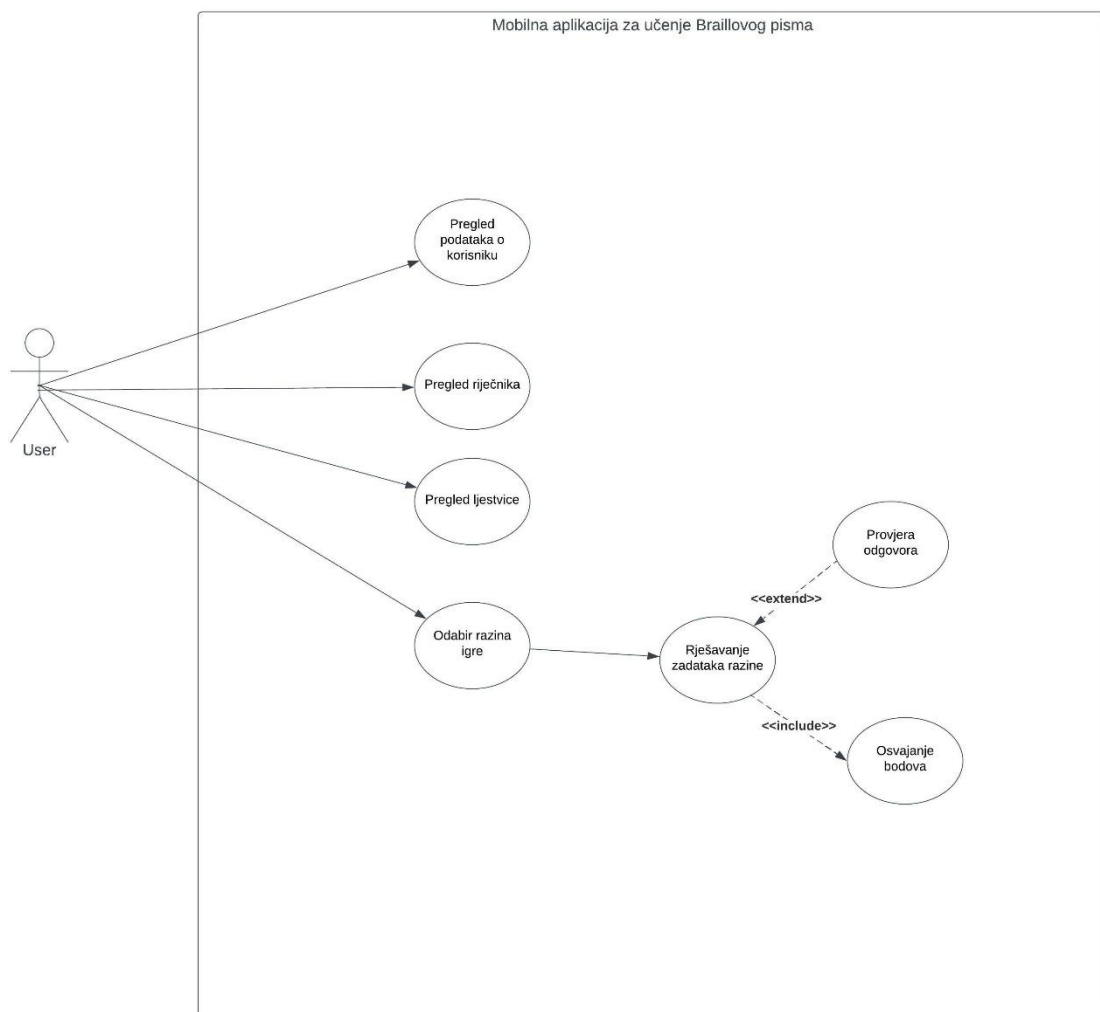 Mobilna aplikacija za učenje Braillovog pisma
Pregled
podataka o
korisniku
Pregled riječnika
User
Pregled ljestvice
Provjera
odgovora
<<extend>>
Odabir razina
igre
Rješavanje
zadataka razine
<<include>>
Osvajanje
bodova